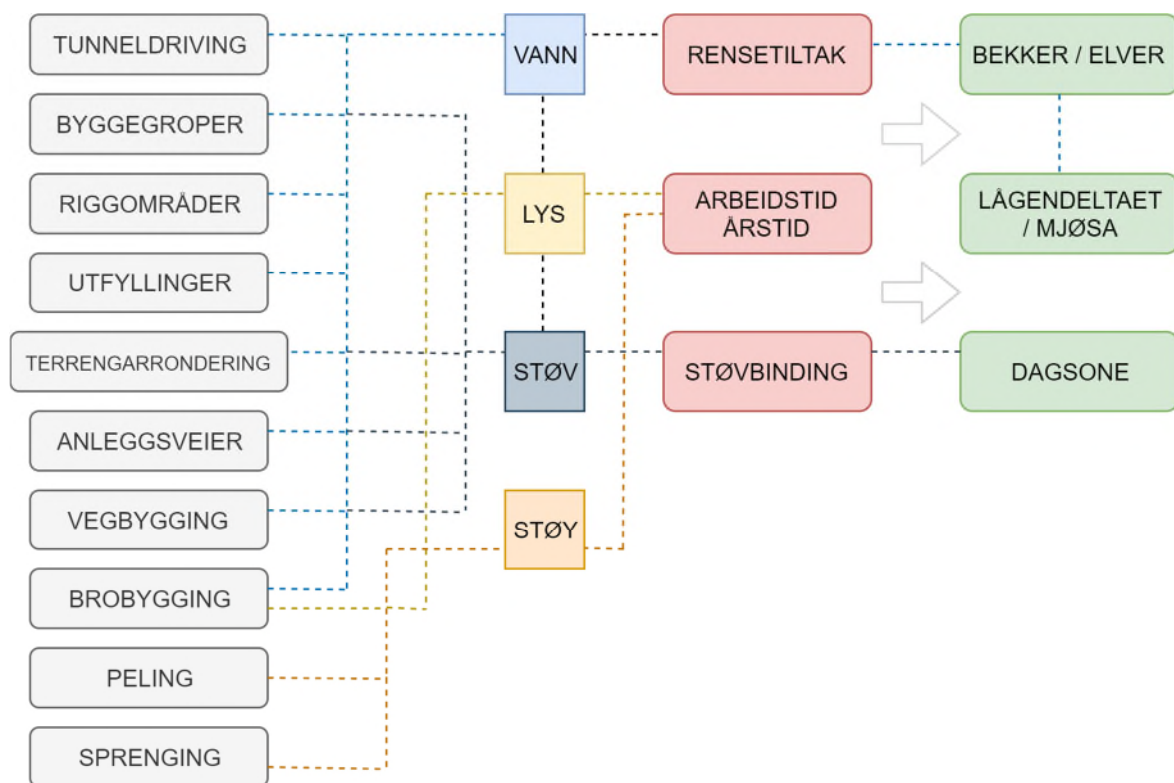 TUNNELDRIVING
BYGGEGROPER
RIGGOMRÅDER
UTFYLLINGER
TERRENGARRONDERING
ANLEGGSVEIER
VEGBYGGING
BROBYGGING
PELING
SPRENGING
VANN
LYS
STØV
STØY
RENSETILTAK
ARBEIDSTID
ÅRSTID
STØVBINDING
BEKKER / ELVER
LÅGENDELTAET
/ MJØSA
DAGSONE